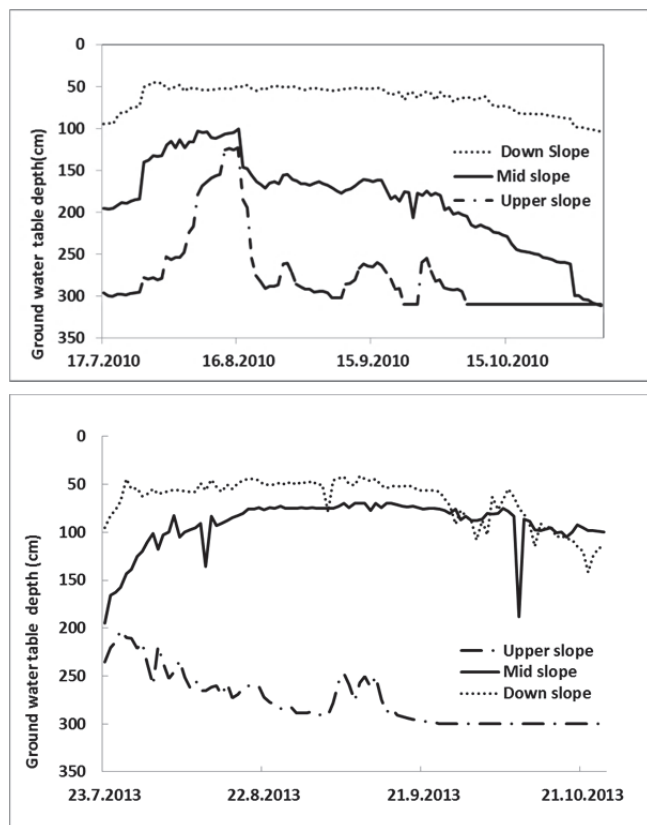 0
50
100
150
200
250
300
350
Ground water table depth(cm)
Down Slope
Mid slope
Upper slope
17.7.2010 16.8.2010 15.9.2010 15.10.2010
0
50
100
150
200
250
300
350
Ground water table depth (cm)
Upper slope
Mid slope
Down slope
23.7.2013 22.8.2013 21.9.2013 21.10.2013